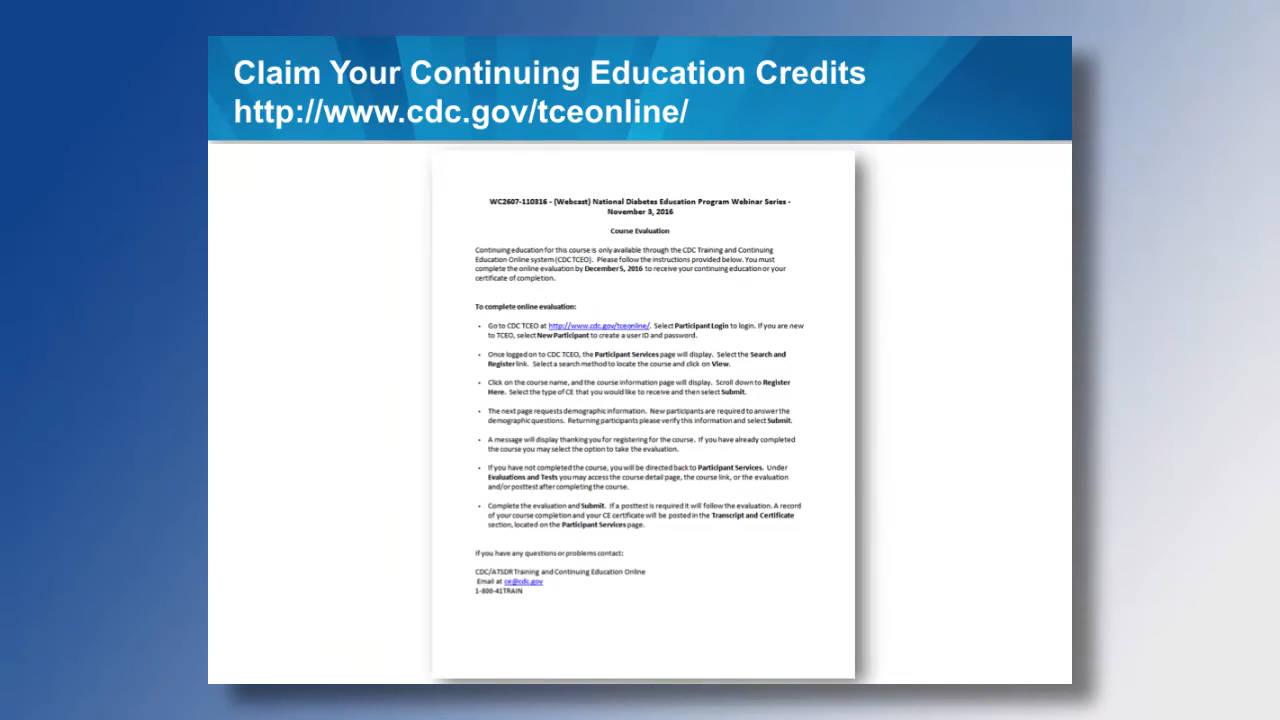 Claim Your Continuing Education Credits
http://www.cdc.gov/tceonline/
WC2607-110316 - (Webcast) National Diabetes Education Program Webinar Series -
November 3, 2016
Course Evaluation
Continuing education for this course is only available through the CDC Training and Continuing
Education Online system (CDC TCEO). Please follow the instructions provided below. You must
complete the online evaluation by December 5, 2016 to receive your continuing education or your
certificate of completion.
To complete online evaluation:
• Go to CDC TCEO at http://www.cdc.gov/tceonline/. Select Participant Login to login. If you are new
to TCEO, select New Participant to create a user ID and password.
• Once logged on to CDC TCEO, the Participant Services page will display. Select the Search and
Register link. Select a search method to locate the course and click on View.
• Click on the course name, and the course information page will display. Scroll down to Register
Here. Select the type of CE that you would like to receive and then select Submit.
• The next page requests demographic information. New participants are required to answer the
demographic questions. Returning participants please verify this information and select Submit.
• A message will display thanking you for registering for the course. If you have already completed
the course you may select the option to take the evaluation.
• If you have not completed the course, you will be directed back to Participant Services. Under
Evaluations and Tests you may access the course detail page, the course link, or the evaluation
and/or posttest after completing the course.
• Complete the evaluation and Submit. If a posttest is required it will follow the evaluation. A record
of your course completion and your CE certificate will be posted in the Transcript and Certificate
section, located on the Participant Services page.
If you have any questions or problems contact:
CDC/ATSDR Training and Continuing Education Online
Email at ce@cdc.gov
1-800-41TRAIN